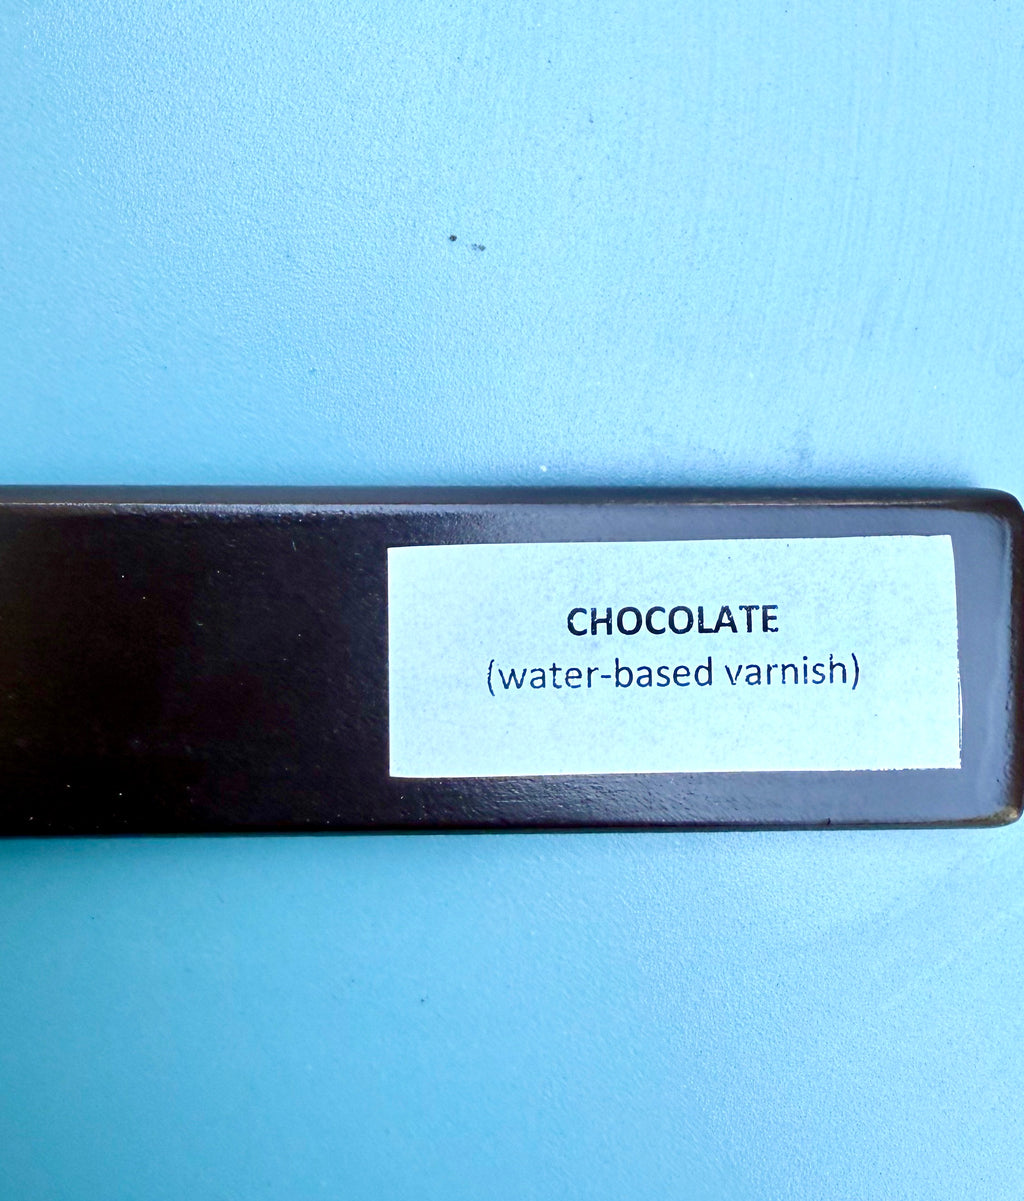 CHOCOLATE
(water-based varnish)